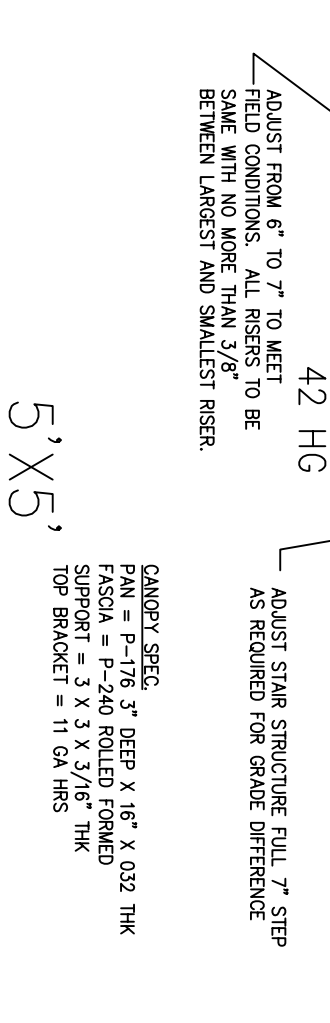 42 HG
ADJUST FROM 6" TO 7" TO MEET
FIELD CONDITIONS. ALL RISERS TO BE
SAME WITH NO MORE THAN 3/8"
BETWEEN LARGEST AND SMALLEST RISER.
ADJUST STAIR STRUCTURE FULL 7" STEP
AS REQUIRED FOR GRADE DIFFERENCE
5'X5'
CANOPY SPEC.
PAN = P-176 3" DEEP X 16" X 032 THK
FASCIA = P-240 ROLLED FORMED
SUPPORT = 3 X 3 X 3/16" THK
TOP BRACKET = 11 GA HRS